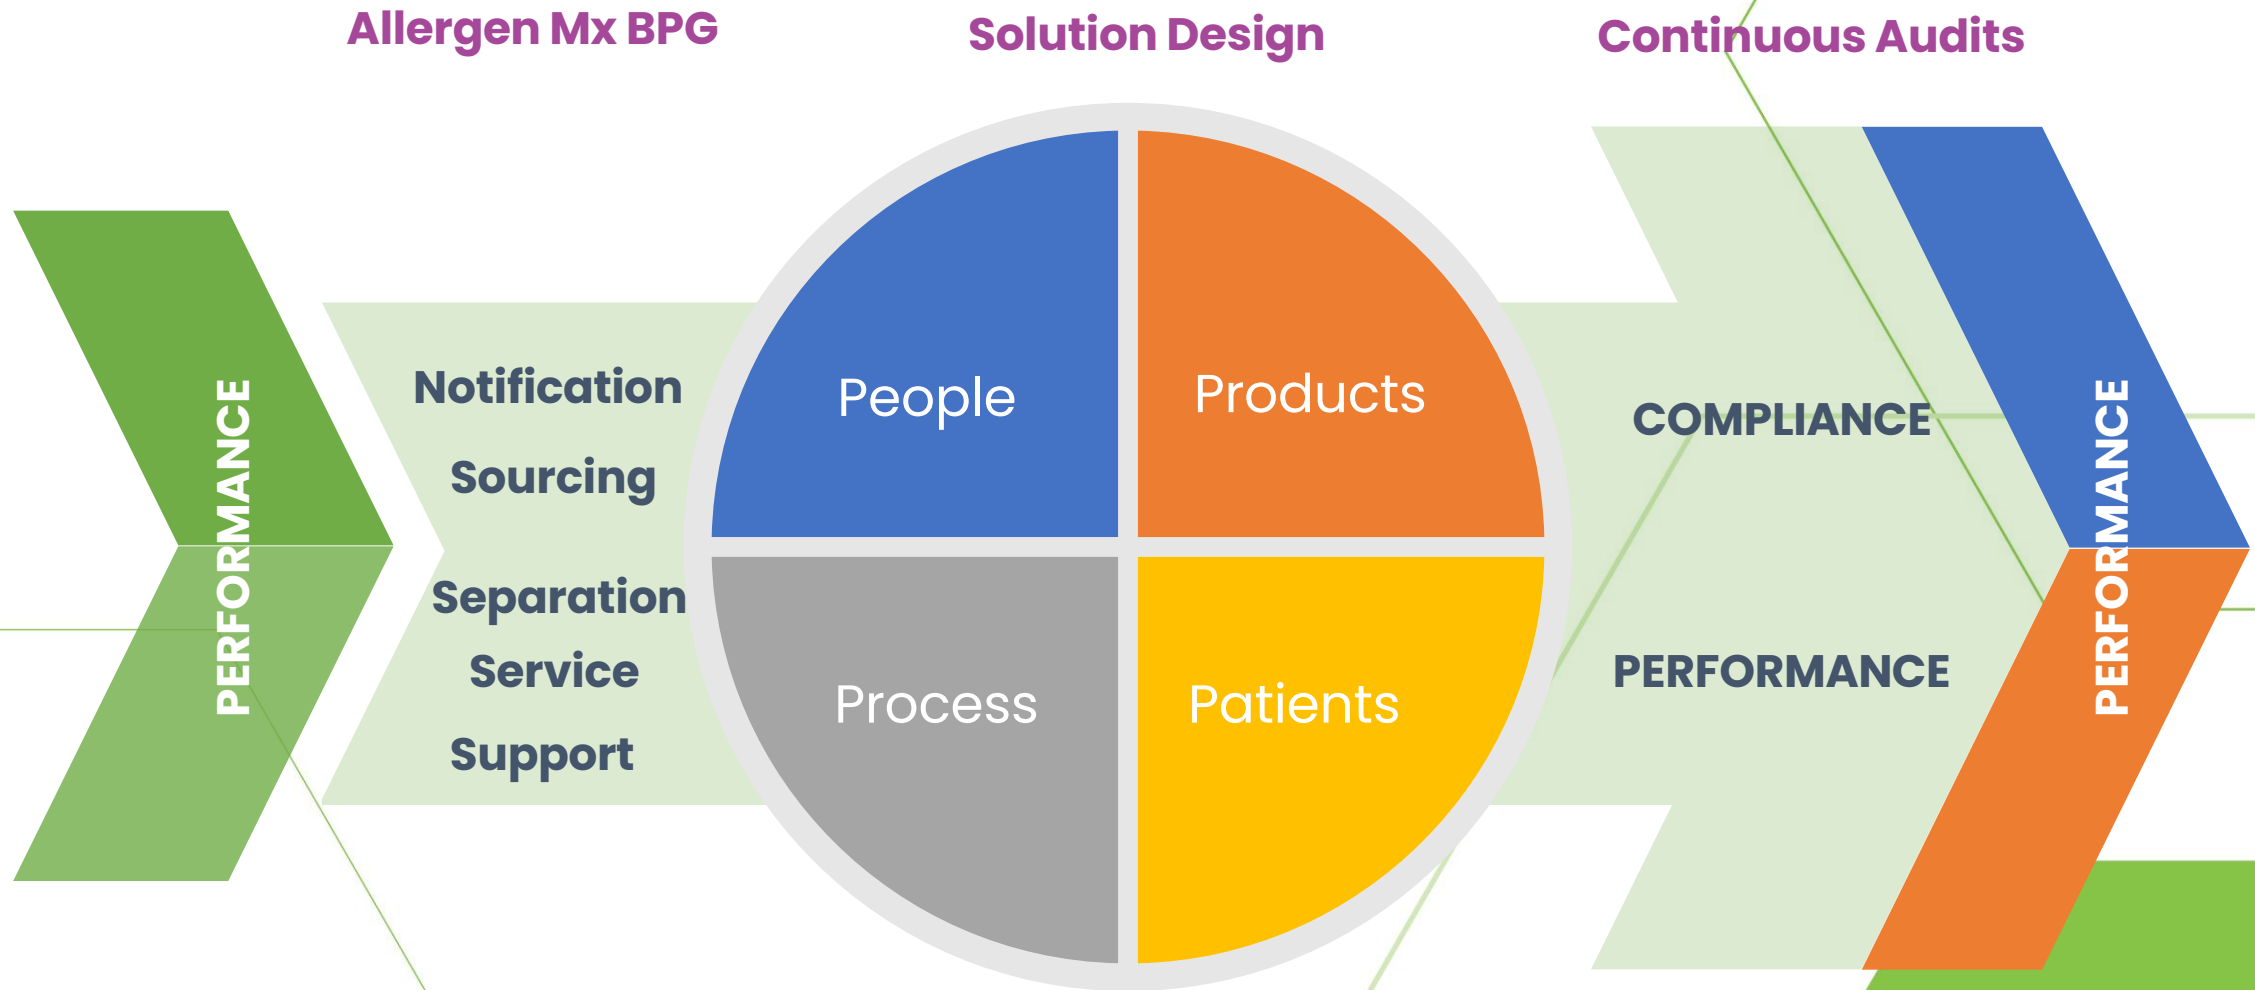 Allergen Mx BPG
Solution Design
Continuous Audits
PERFORMANCE
Notification
Sourcing
Separation
Service
Support
People
Products
Process
Patients
COMPLIANCE
PERFORMANCE
PERFORMANCE